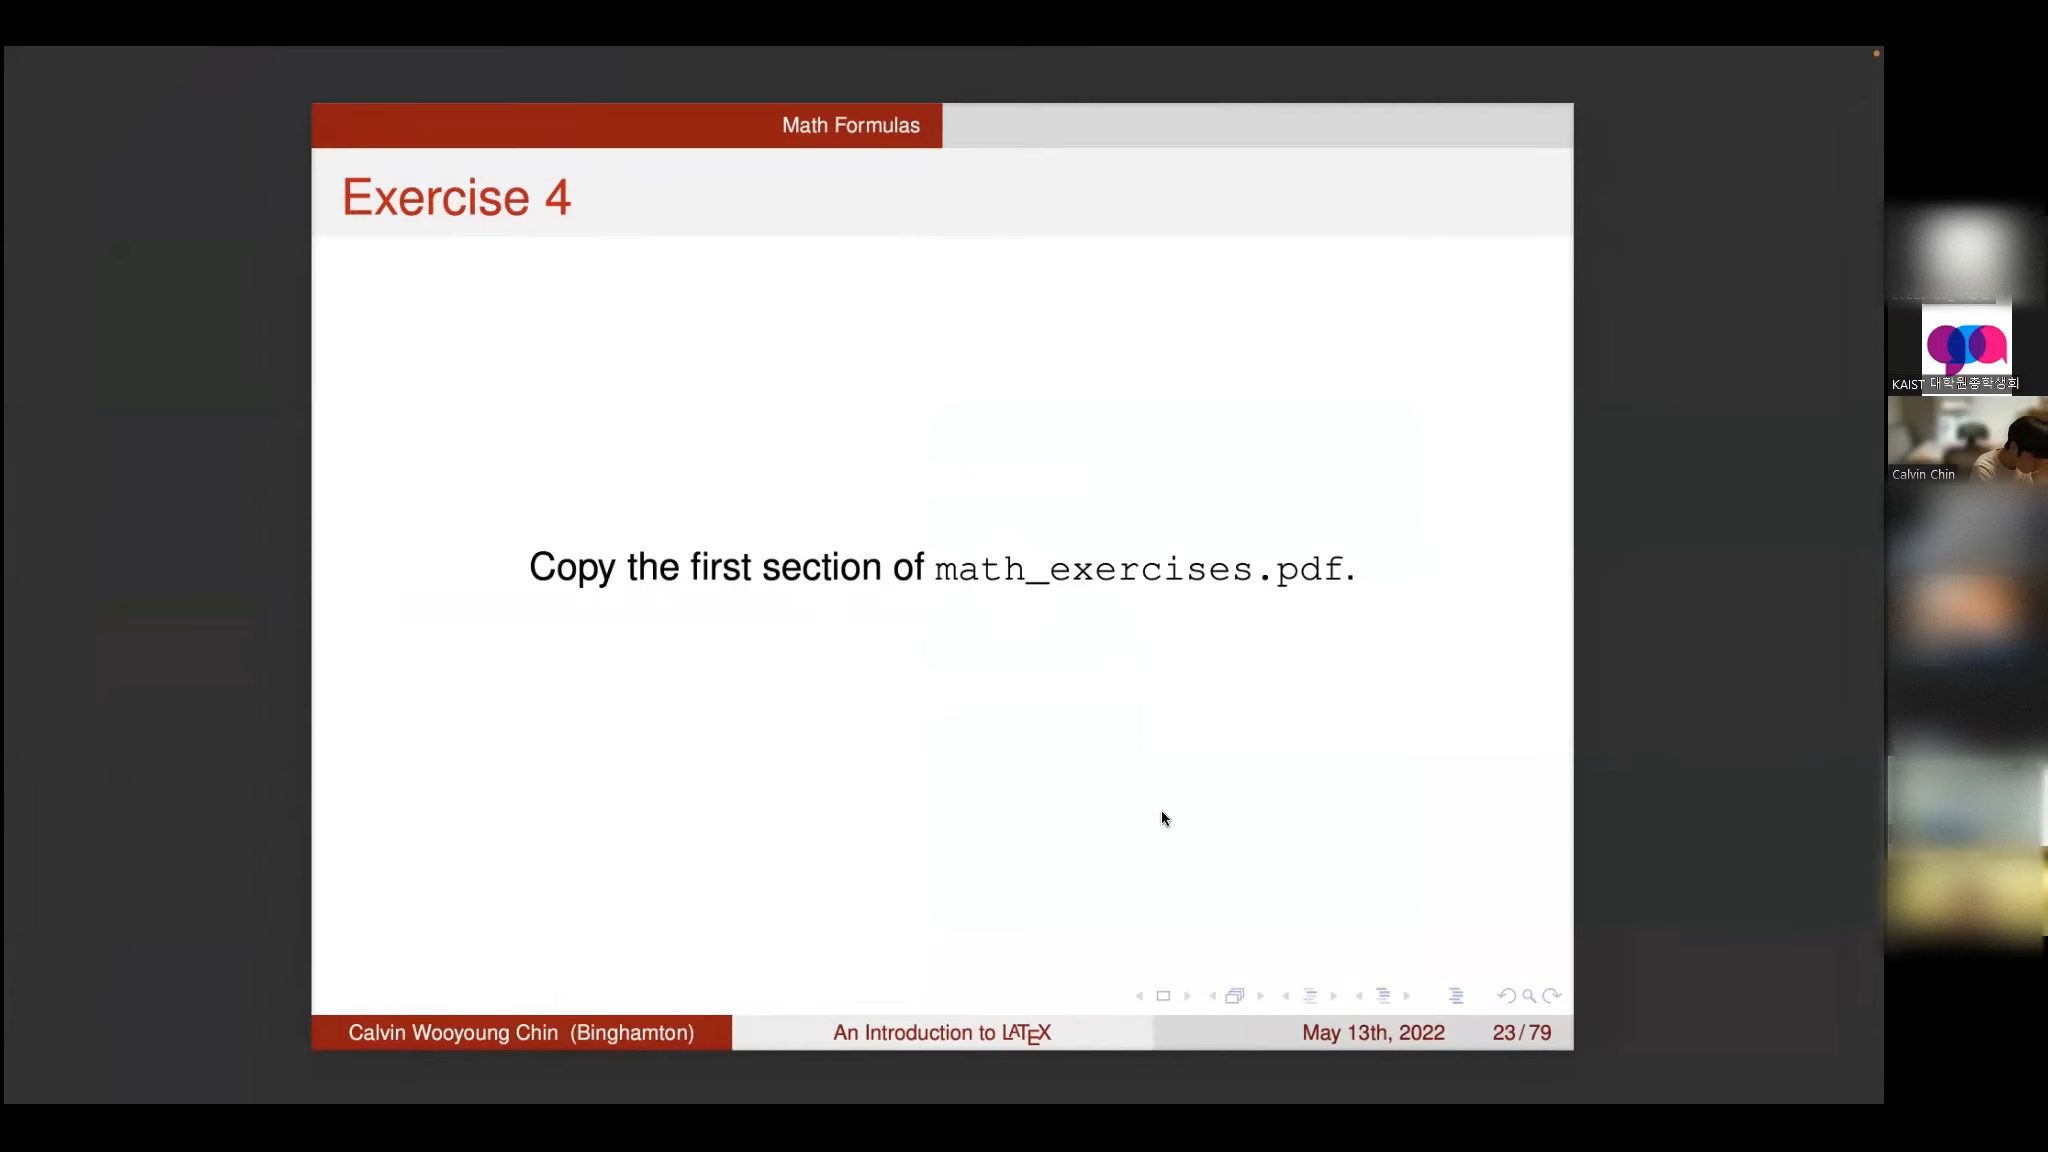 Math Formulas
Exercise 4
Copy the first section of math_exercises.pdf.
Calvin Wooyoung Chin (Binghamton)
An Introduction to LATEX
May 13th, 2022
23/79
KAIST 대학원총학생회
Calvin Chin